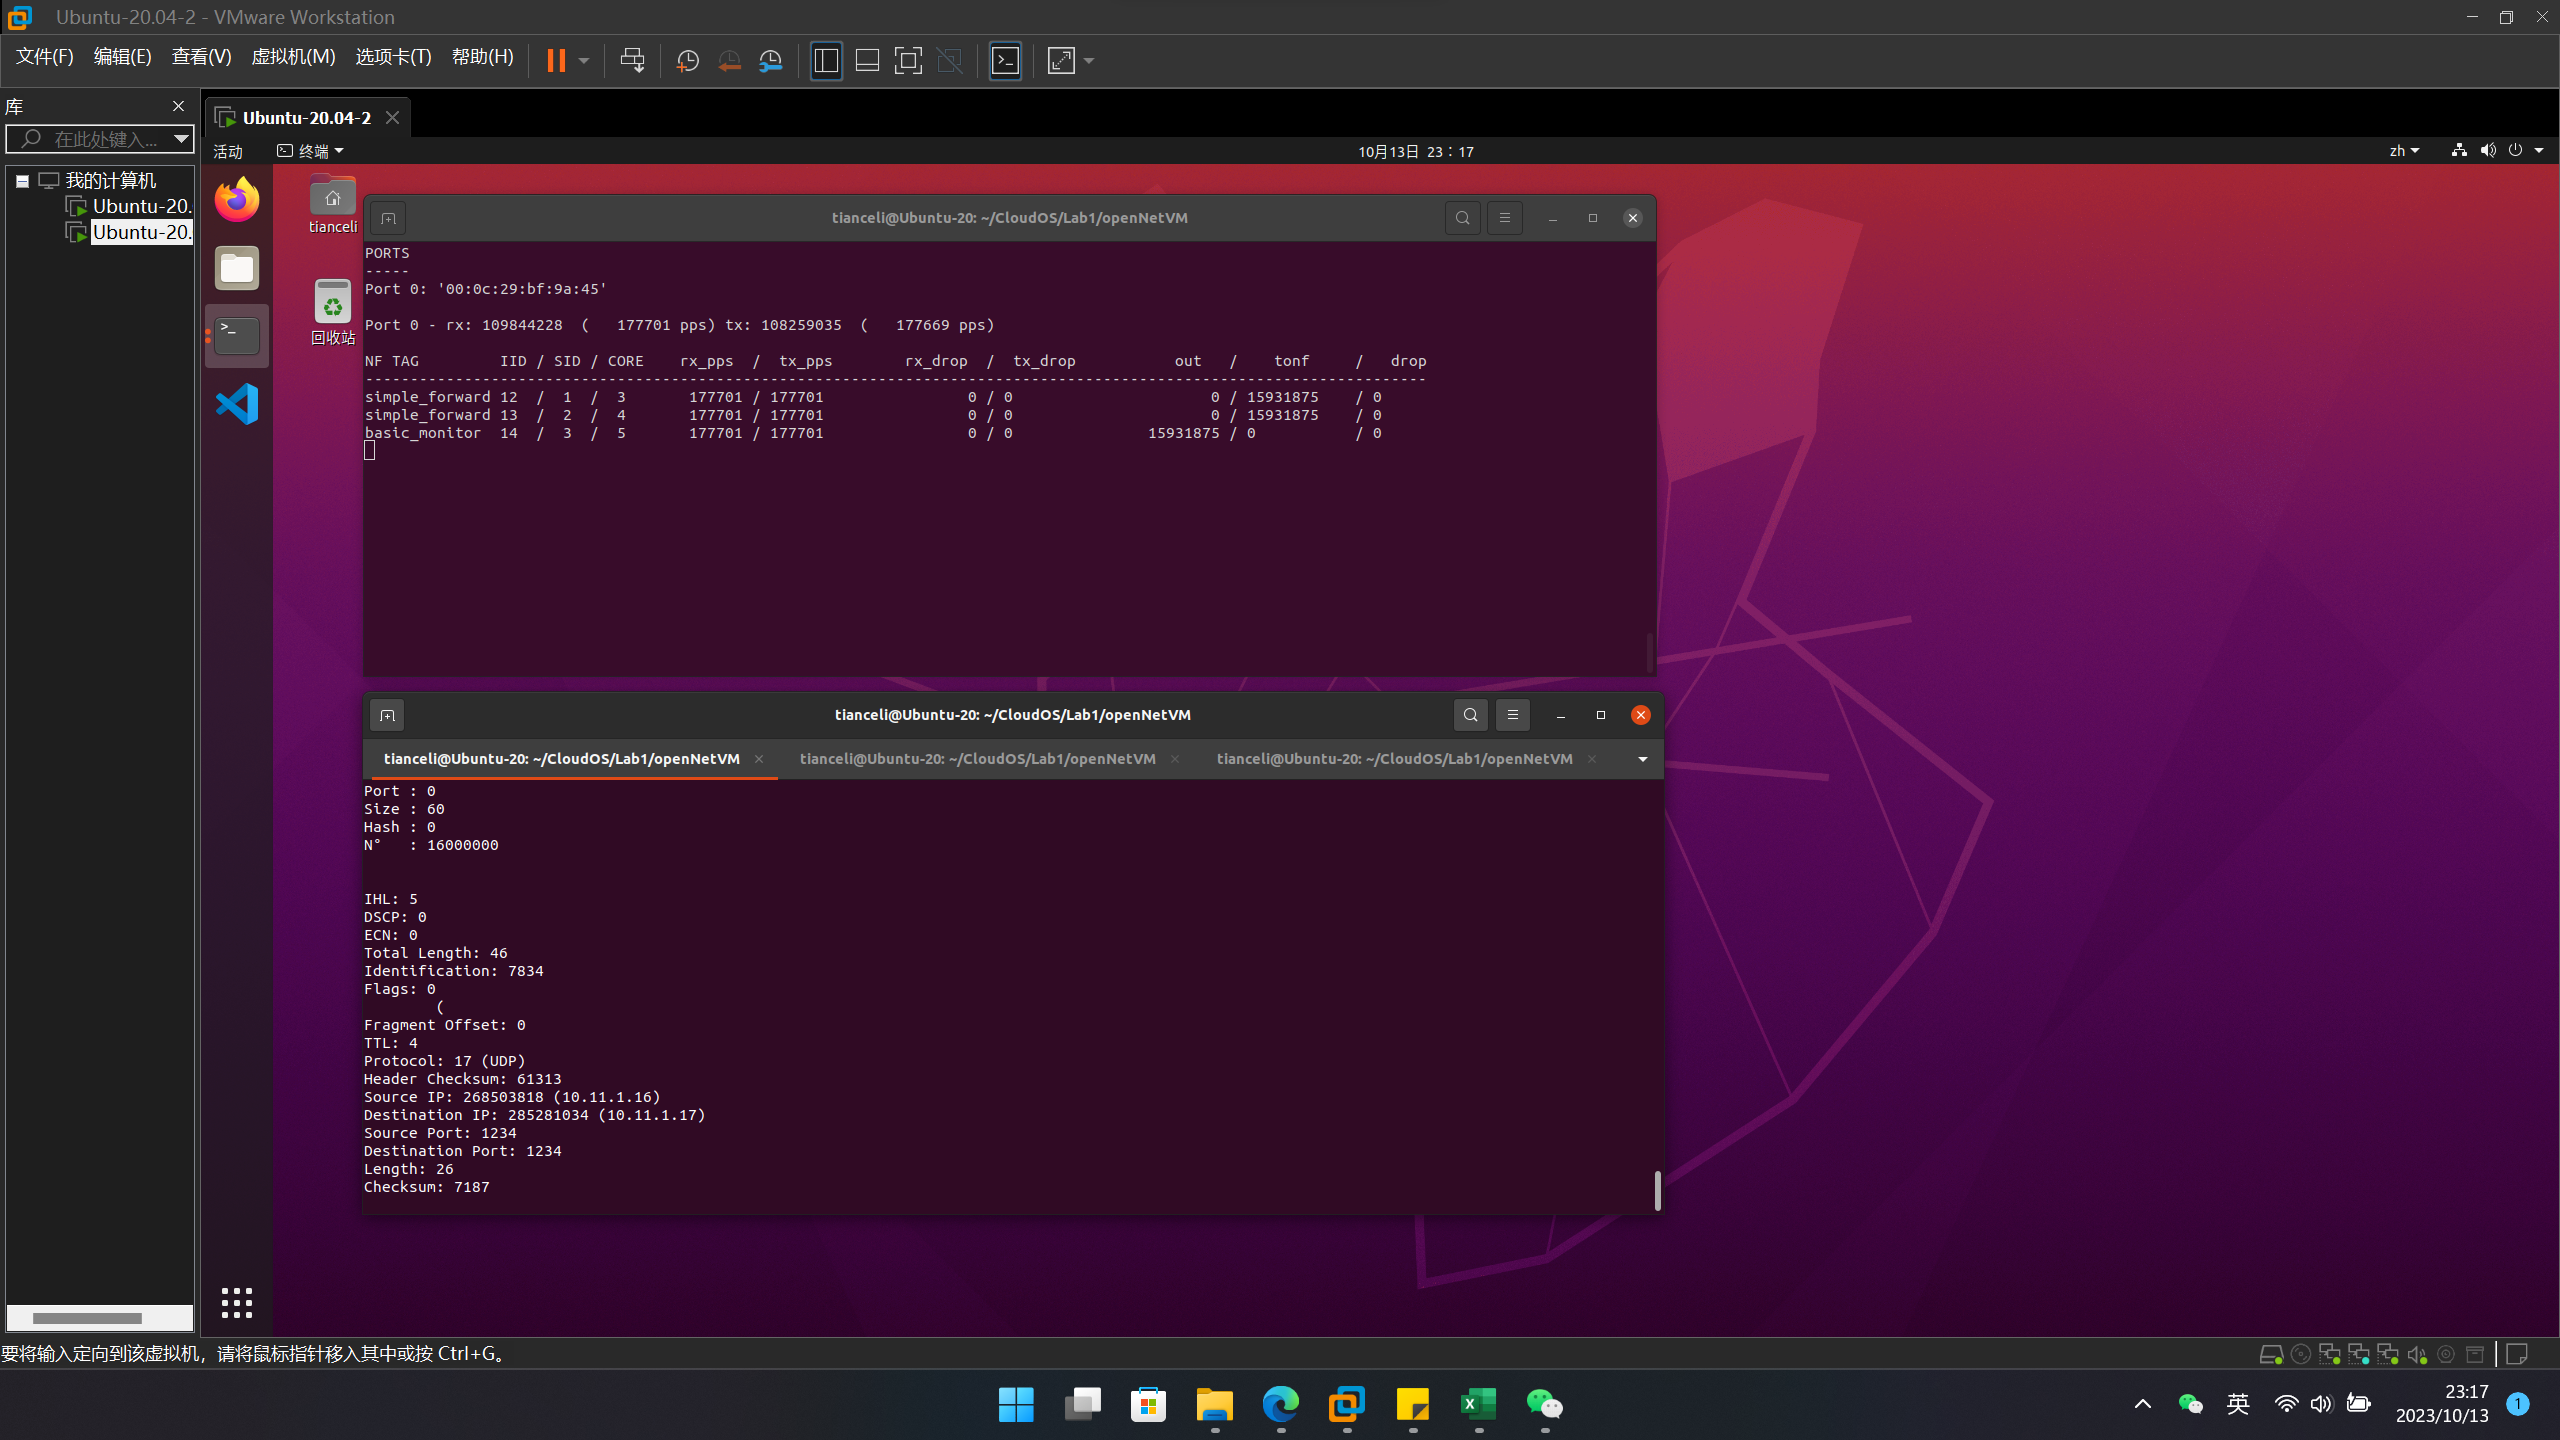 Ubuntu-20.04-2 - VMware Workstation
文件(F) 编辑(E) 查看(V) 虚拟机(M) 选项卡(T) 帮助(H)
库
在此处键入...
我的计算机
Ubuntu-20.
Ubuntu-20.
Ubuntu-20.04-2
活动 终端 10月13日 23：17 zh
tianceli
回收站
tianceli@Ubuntu-20: ~/CloudOS/Lab1/openNetVM
PORTS
-----
Port 0: '00:0c:29:bf:9a:45'
Port 0 - rx: 109844228  (   177701 pps) tx: 108259035  (   177669 pps)
NF TAG         IID / SID / CORE    rx_pps  /  tx_pps        rx_drop  /  tx_drop           out   /    tonf     /   drop
----------------------------------------------------------------------------------------------------------------------
simple_forward 12  /  1  /  3       177701 / 177701                0 / 0                      0 / 15931875    / 0
simple_forward 13  /  2  /  4       177701 / 177701                0 / 0                      0 / 15931875    / 0
basic_monitor  14  /  3  /  5       177701 / 177701                0 / 0               15931875 / 0           / 0
tianceli@Ubuntu-20: ~/CloudOS/Lab1/openNetVM
tianceli@Ubuntu-20: ~/CloudOS/Lab1/openNetVM tianceli@Ubuntu-20: ~/CloudOS/Lab1/openNetVM tianceli@Ubuntu-20: ~/CloudOS/Lab1/openNetVM
Port : 0
Size : 60
Hash : 0
N°   : 16000000
IHL: 5
DSCP: 0
ECN: 0
Total Length: 46
Identification: 7834
Flags: 0
(
Fragment Offset: 0
TTL: 4
Protocol: 17 (UDP)
Header Checksum: 61313
Source IP: 268503818 (10.11.1.16)
Destination IP: 285281034 (10.11.1.17)
Source Port: 1234
Destination Port: 1234
Length: 26
Checksum: 7187
要将输入定向到该虚拟机，请将鼠标指针移入其中或按 Ctrl+G。
英
23:17
2023/10/13
1